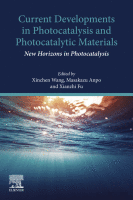 Current Developments
in Photocatalysis and
Photocatalytic Materials
New Horizons in Photocatalysis
Edited by
Xinchen Wang, Masakazu Anpo
and Xianzhi Fu
ELSEVIER